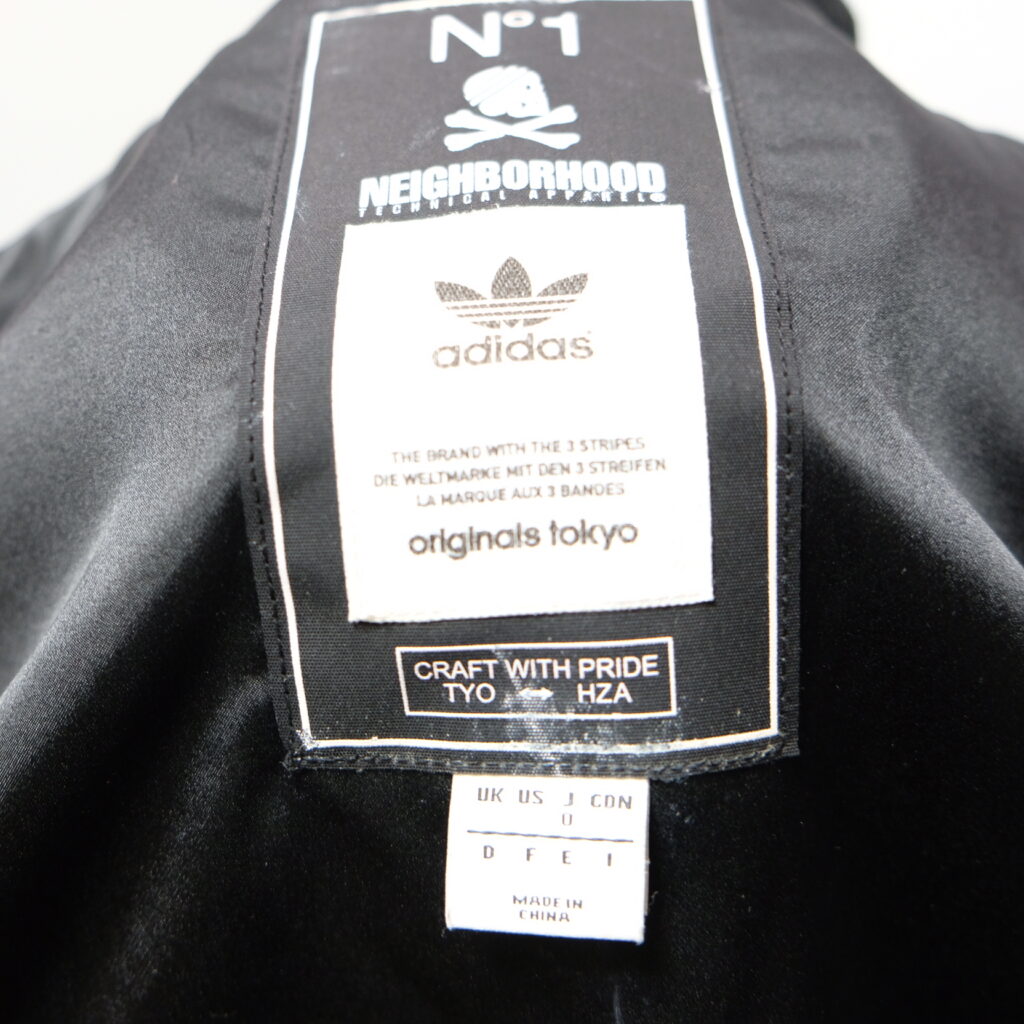 N°1
NEIGHBORHOOD
TECHNICAL APPAREL®
adidas
THE BRAND WITH THE 3 STRIPES
DIE WELTMARKE MIT DEN 3 STREIFEN
LA MARQUE AUX 3 BANDES
originals tokyo
CRAFT WITH PRIDE
TYO ↔ HZA
UK US J CDN
O
D F E I
MADE IN
CHINA